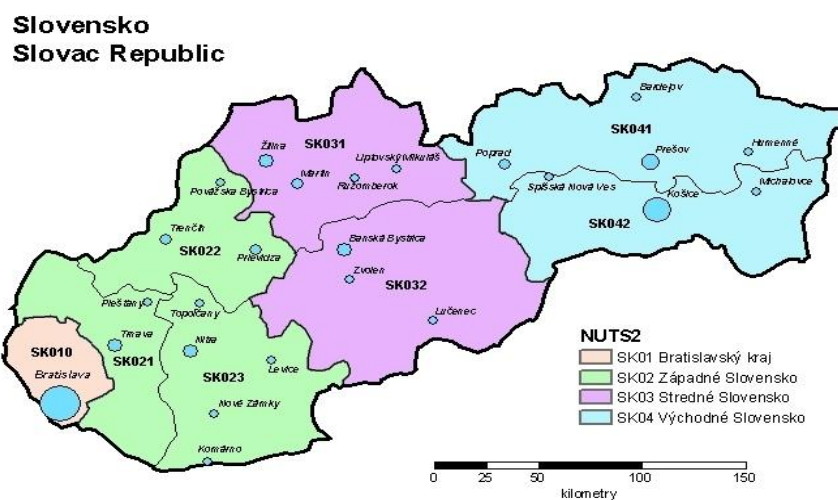 Slovensko
Slovac Republic
Bardejov
SK041
SK031
Žilina
Liptovský Mikuláš
Poprad
Prešov
Humenné
Martin
Ružomberok
Spišská Nová Ves
Michalovce
Považska Bystrica
Košice
SK042
Trenčín
SK022
Prievidza
Banská Bystrica
Zvolen
SK032
Piešťany
Topoľčany
Lučenec
SK010
Trnava
SK021
Nitra
SK023
Levice
Bratislava
Nové Zámky
Komárno
NUTS2
SK01 Bratislavský kraj
SK02 Západné Slovensko
SK03 Stredné Slovensko
SK04 Východné Slovensko
0 25 50 100 150
kilometry